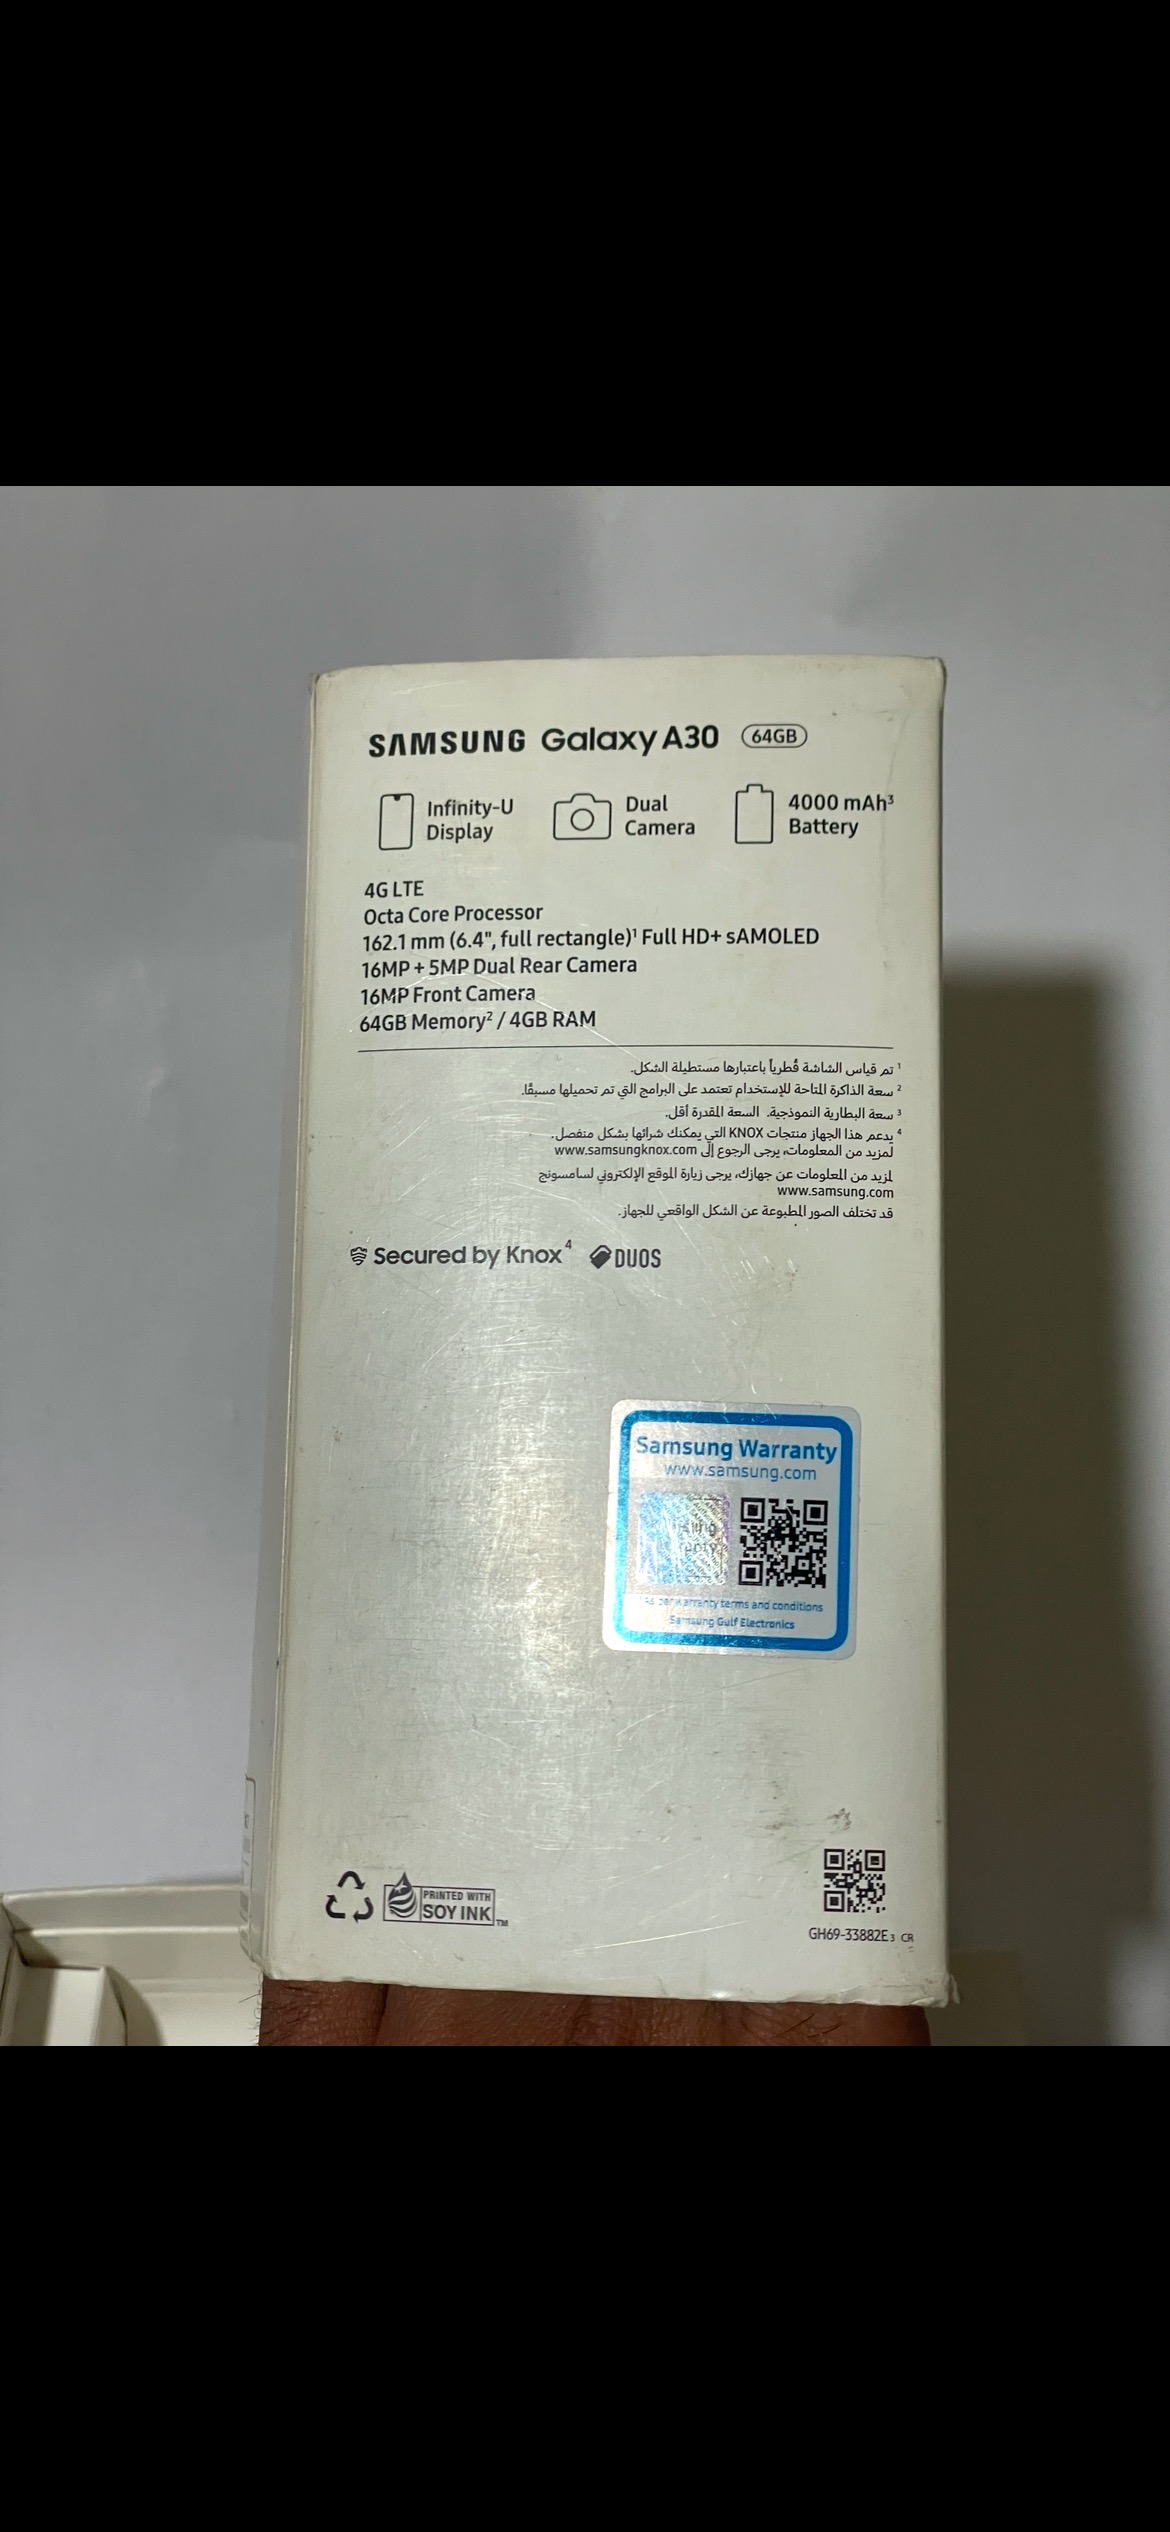 SAMSUNG Galaxy A30 64GB
Infinity-U Display
Dual Camera
4000 mAh³ Battery
4G LTE
Octa Core Processor
162.1 mm (6.4", full rectangle)¹ Full HD+ sAMOLED
16MP + 5MP Dual Rear Camera
16MP Front Camera
64GB Memory² / 4GB RAM
¹ تم قياس الشاشة قُطرياً باعتبارها مستطيلة الشكل.
² سعة الذاكرة المتاحة للإستخدام تعتمد على البرامج التي تم تحميلها مسبقًا.
³ سعة البطارية النموذجية. السعة المقدرة أقل.
⁴ يدعم هذا الجهاز منتجات KNOX التي يمكنك شرائها بشكل منفصل.
لمزيد من المعلومات، يرجى الرجوع إلى www.samsungknox.com
لمزيد من المعلومات عن جهازك، يرجى زيارة الموقع الإلكتروني لسامسونج
www.samsung.com
قد تختلف الصور المطبوعة عن الشكل الواقعي للجهاز.
Secured by Knox⁴ DUOS
Samsung Warranty
www.samsung.com
As per warranty terms and conditions
Samsung Gulf Electronics
PRINTED WITH
SOY INK TM
GH69-33882E 3 CR